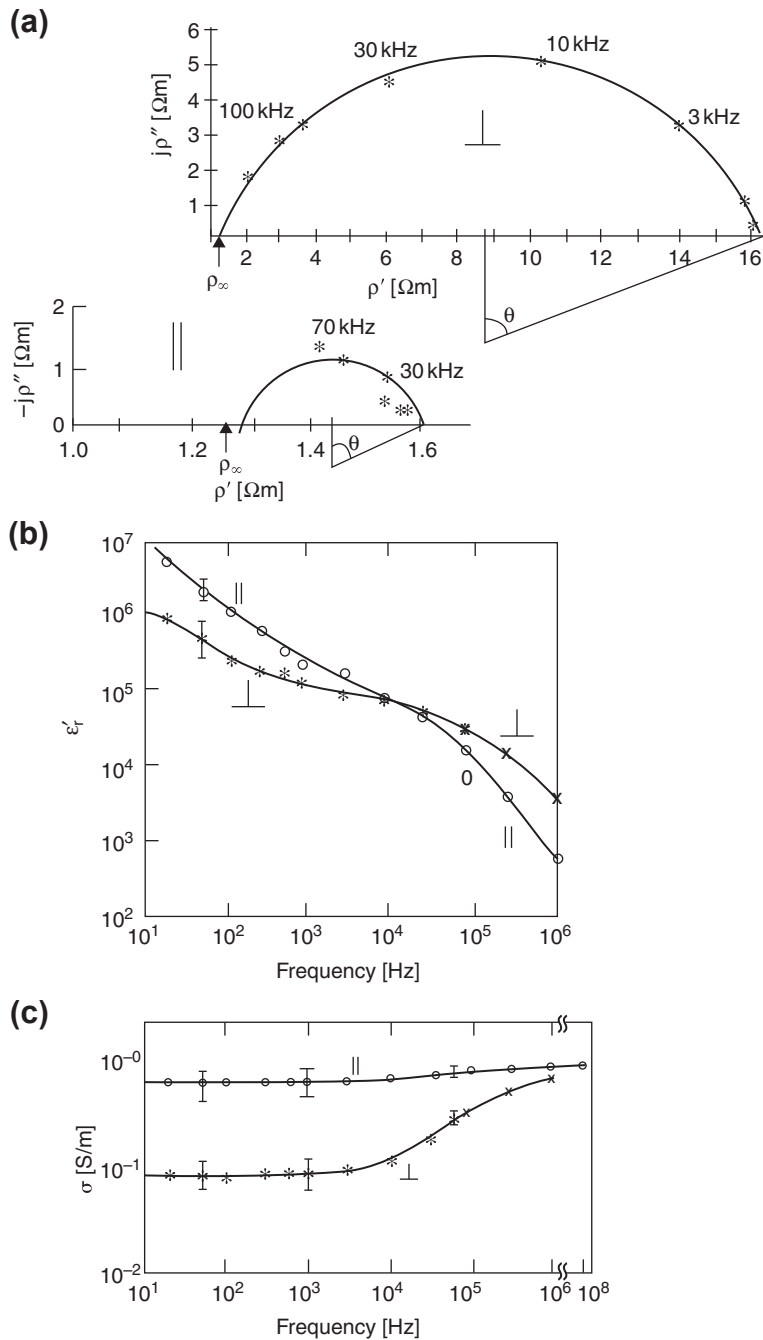 (a)
6
5
4
3
2
1
jρ″ [Ωm]
100 kHz
30 kHz
10 kHz
3 kHz
⊥
2 4 6 8 10 12 14 16
ρ∞
ρ′ [Ωm]
θ
2
1
0
−jρ″ [Ωm]
||
70 kHz
30 kHz
1.0 1.2 1.4 1.6
ρ∞
ρ′ [Ωm]
θ
(b)
10⁷
10⁶
10⁵
10⁴
10³
10²
ε′r
||
⊥
⊥
0
||
10¹ 10² 10³ 10⁴ 10⁵ 10⁶
Frequency [Hz]
(c)
10⁻⁰
10⁻¹
10⁻²
σ [S/m]
||
⊥
10¹ 10² 10³ 10⁴ 10⁵ 10⁶ 10⁸
Frequency [Hz]